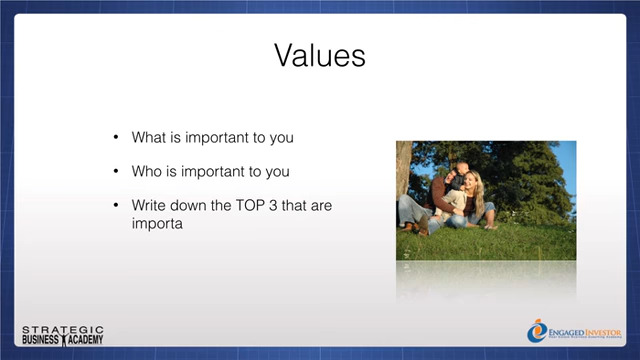 Values
• What is important to you
• Who is important to you
• Write down the TOP 3 that are
importa
STRATEGIC
BUSINESS ACADEMY
ENGAGED INVESTOR